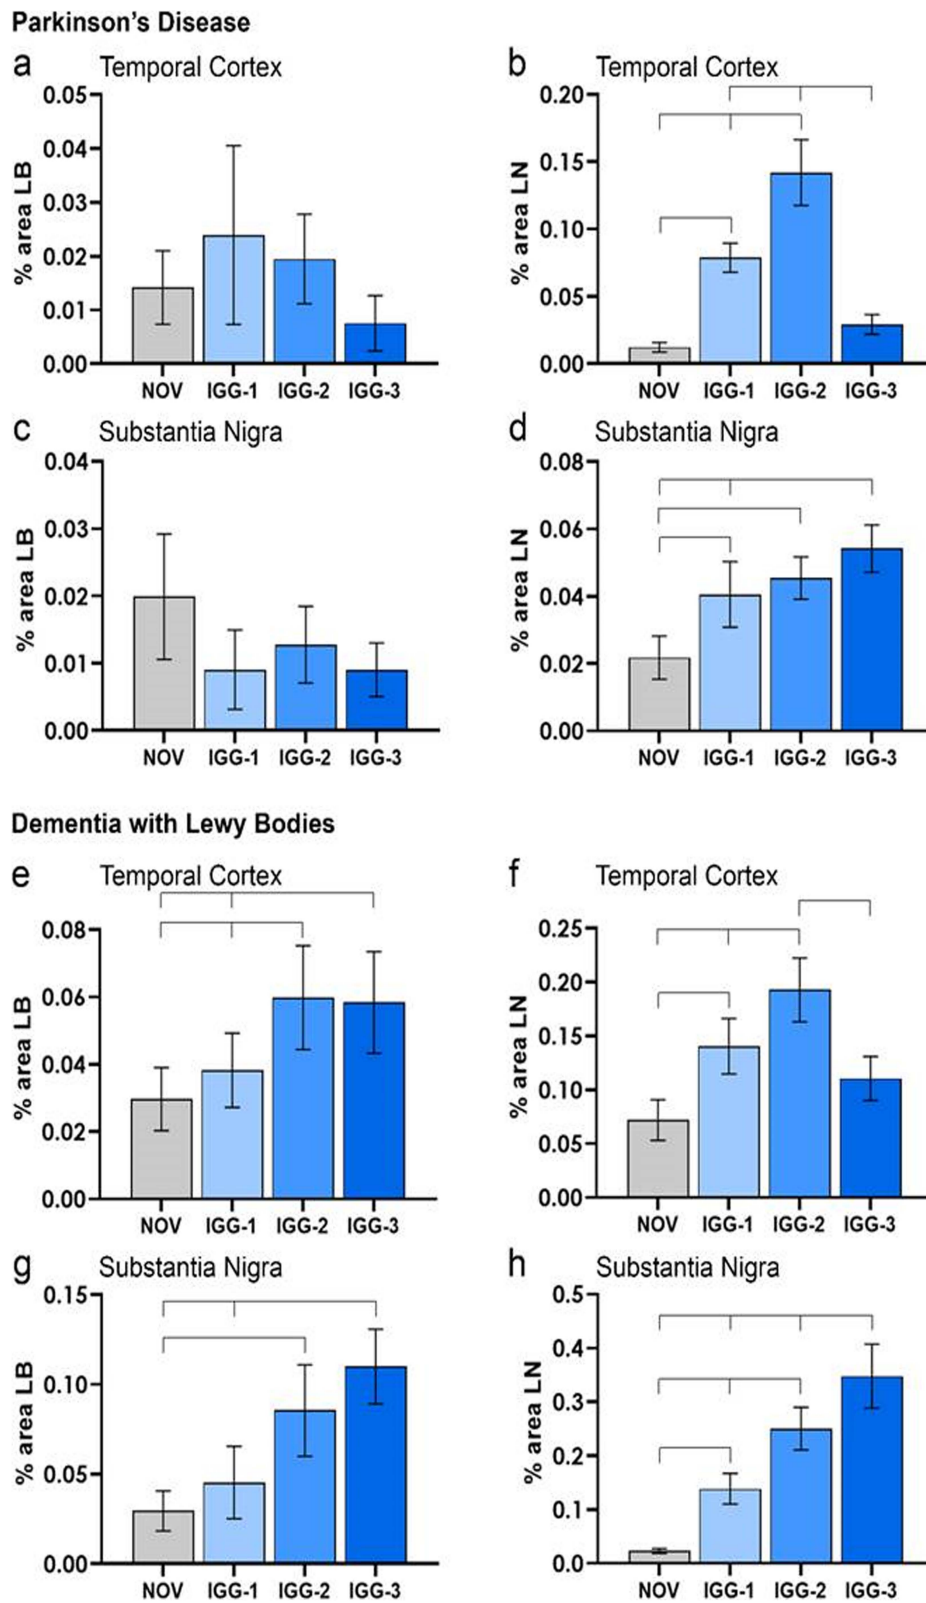 Parkinson's Disease
a Temporal Cortex
% area LB
0.05
0.04
0.03
0.02
0.01
0.00
NOV IGG-1 IGG-2 IGG-3
b Temporal Cortex
% area LN
0.20
0.15
0.10
0.05
0.00
NOV IGG-1 IGG-2 IGG-3
c Substantia Nigra
% area LB
0.04
0.03
0.02
0.01
0.00
NOV IGG-1 IGG-2 IGG-3
d Substantia Nigra
% area LN
0.08
0.06
0.04
0.02
0.00
NOV IGG-1 IGG-2 IGG-3
Dementia with Lewy Bodies
e Temporal Cortex
% area LB
0.08
0.06
0.04
0.02
0.00
NOV IGG-1 IGG-2 IGG-3
f Temporal Cortex
% area LN
0.25
0.20
0.15
0.10
0.05
0.00
NOV IGG-1 IGG-2 IGG-3
g Substantia Nigra
% area LB
0.15
0.10
0.05
0.00
NOV IGG-1 IGG-2 IGG-3
h Substantia Nigra
% area LN
0.5
0.4
0.3
0.2
0.1
0.0
NOV IGG-1 IGG-2 IGG-3